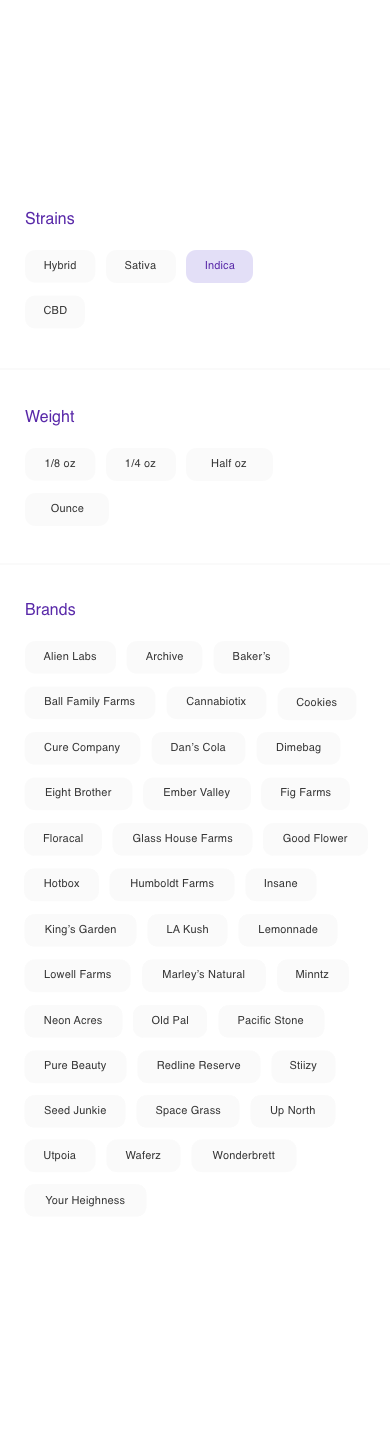 Strains
Hybrid Sativa Indica
CBD
Weight
1/8 oz 1/4 oz Half oz
Ounce
Brands
Alien Labs Archive Baker's
Ball Family Farms Cannabiotix Cookies
Cure Company Dan's Cola Dimebag
Eight Brother Ember Valley Fig Farms
Floracal Glass House Farms Good Flower
Hotbox Humboldt Farms Insane
King's Garden LA Kush Lemonnade
Lowell Farms Marley's Natural Minntz
Neon Acres Old Pal Pacific Stone
Pure Beauty Redline Reserve Stiizy
Seed Junkie Space Grass Up North
Utpoia Waferz Wonderbrett
Your Heighness